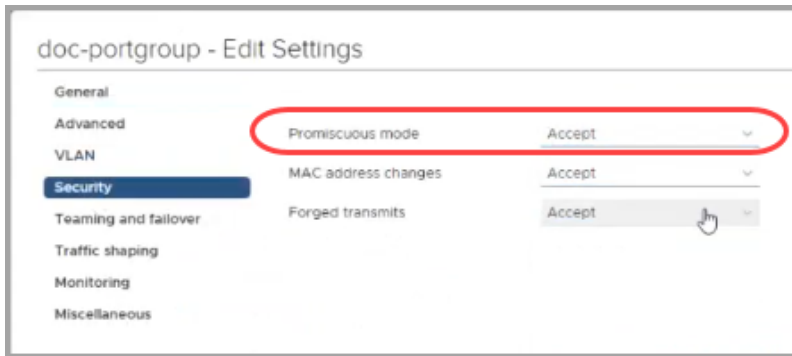 doc-portgroup - Edit Settings
General
Advanced
VLAN
Security
Teaming and failover
Traffic shaping
Monitoring
Miscellaneous
Promiscuous mode Accept
MAC address changes Accept
Forged transmits Accept